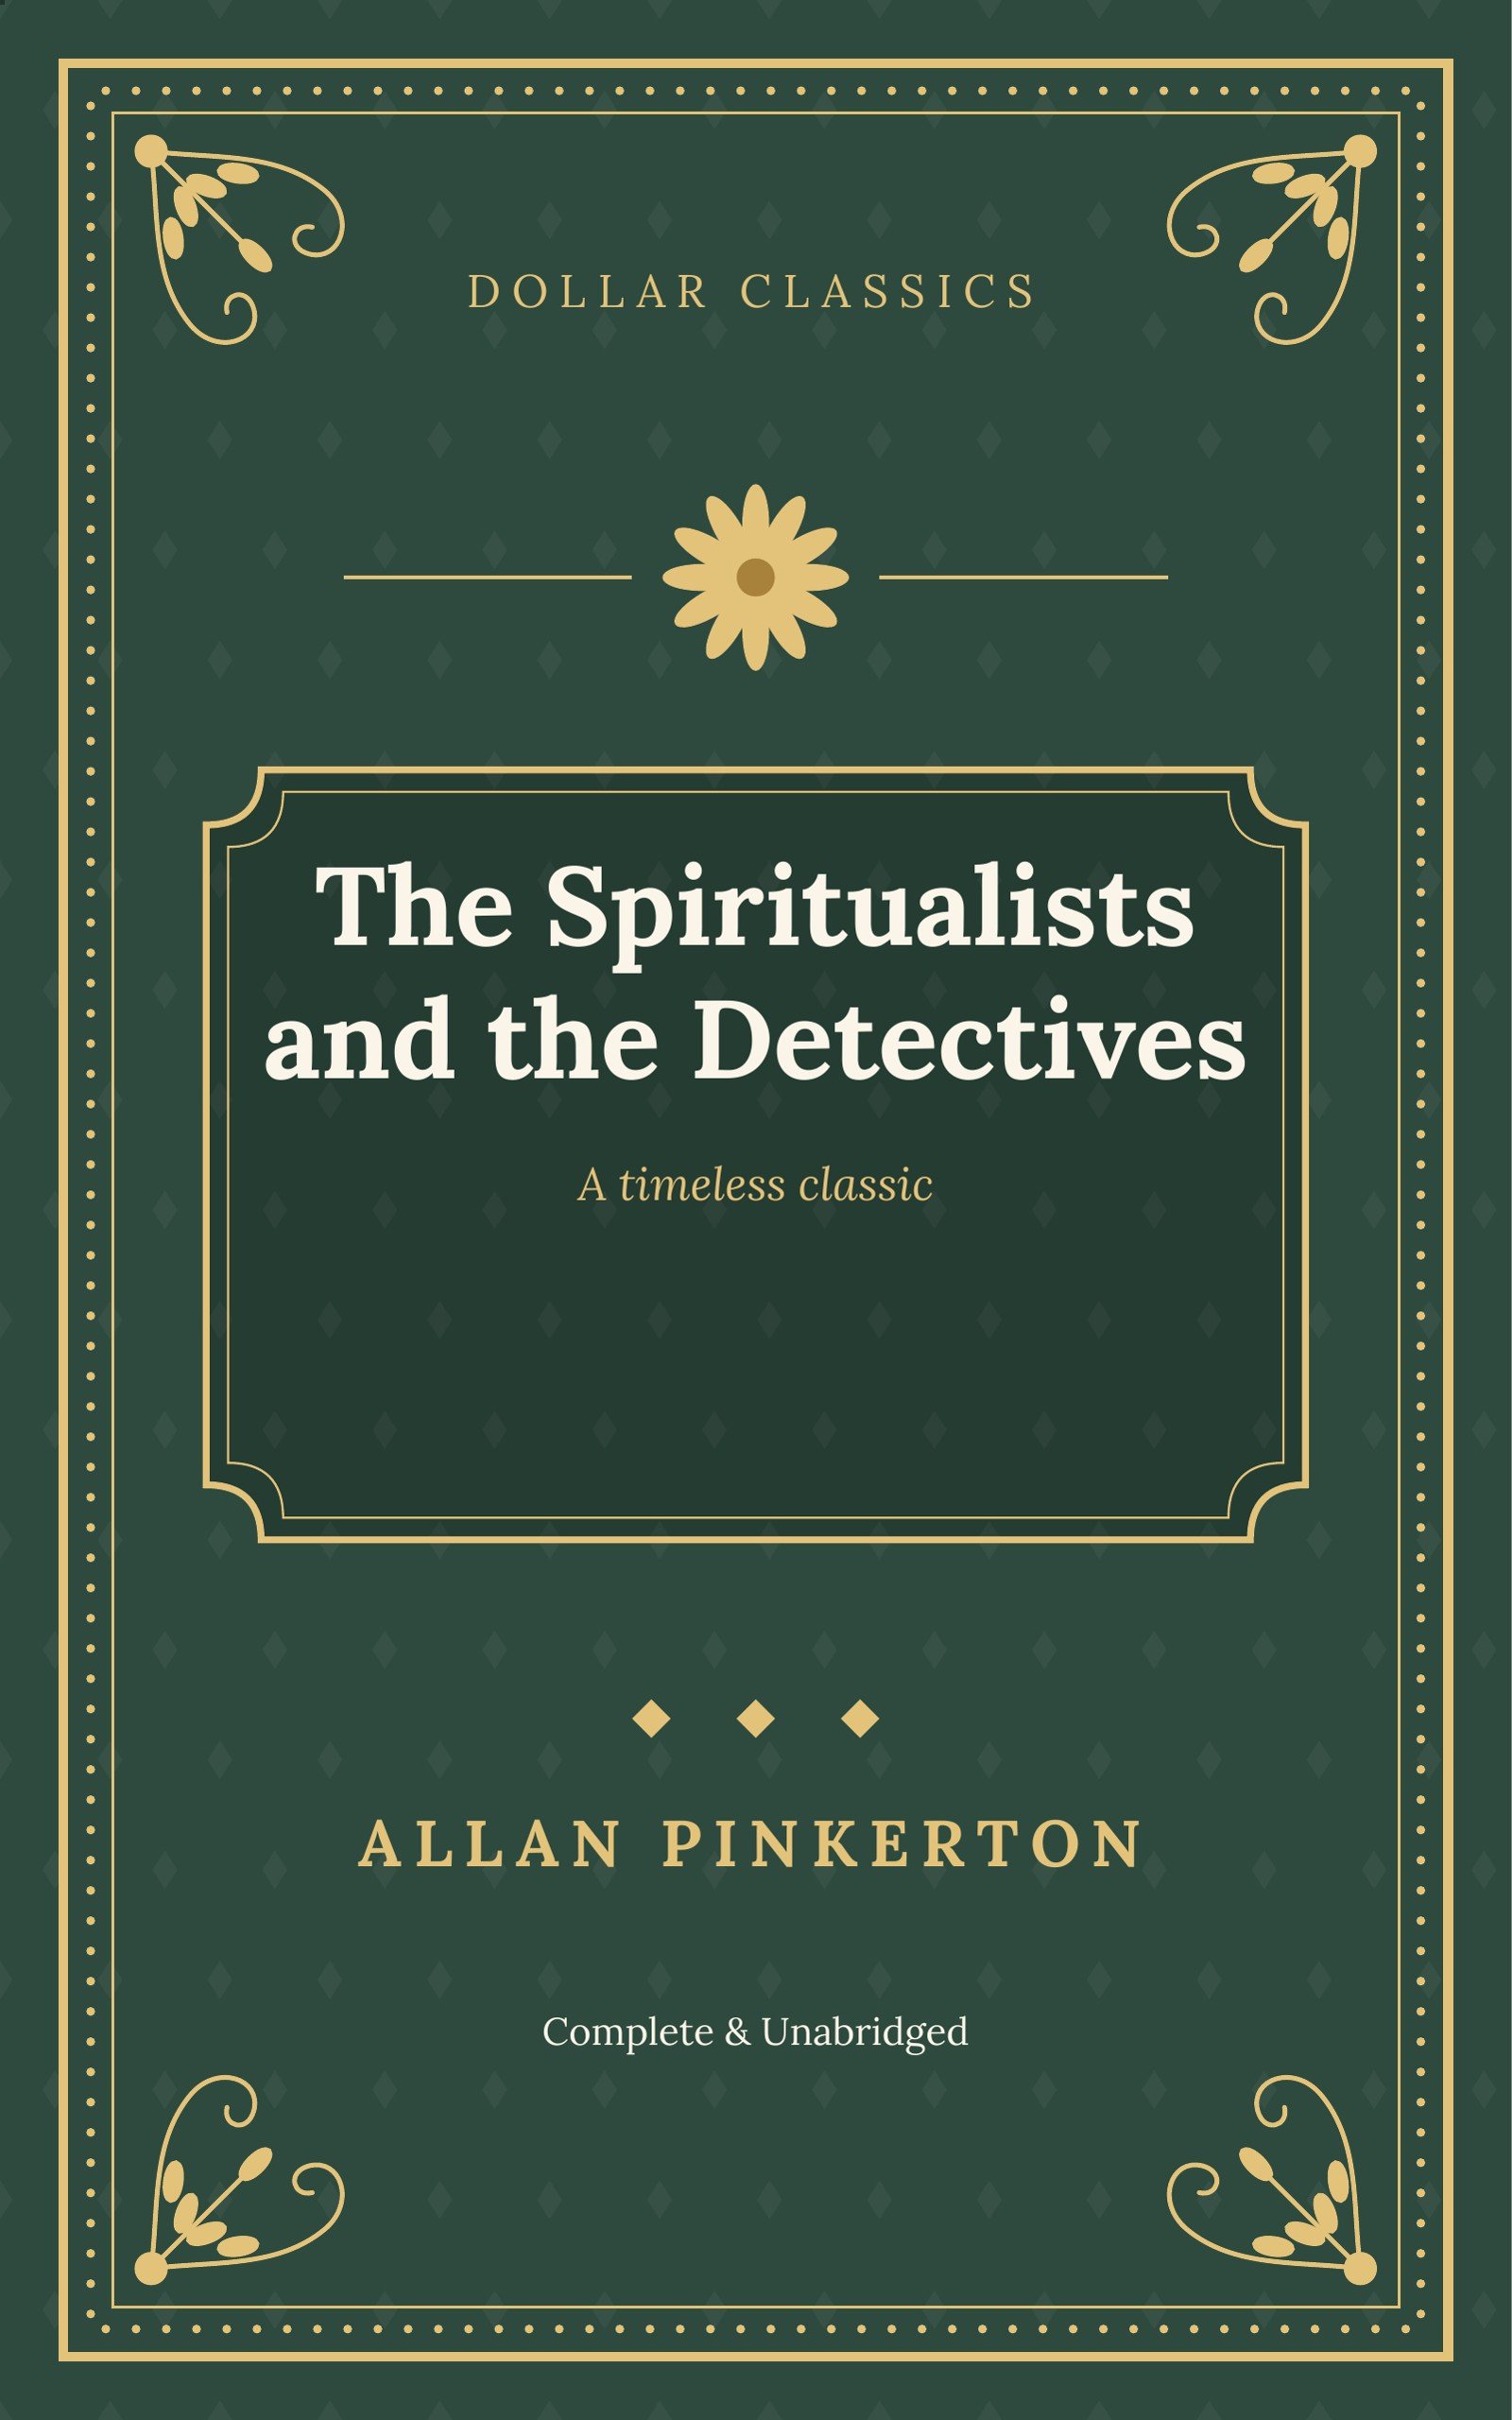 DOLLAR CLASSICS
The Spiritualists
and the Detectives
A timeless classic
ALLAN PINKERTON
Complete & Unabridged